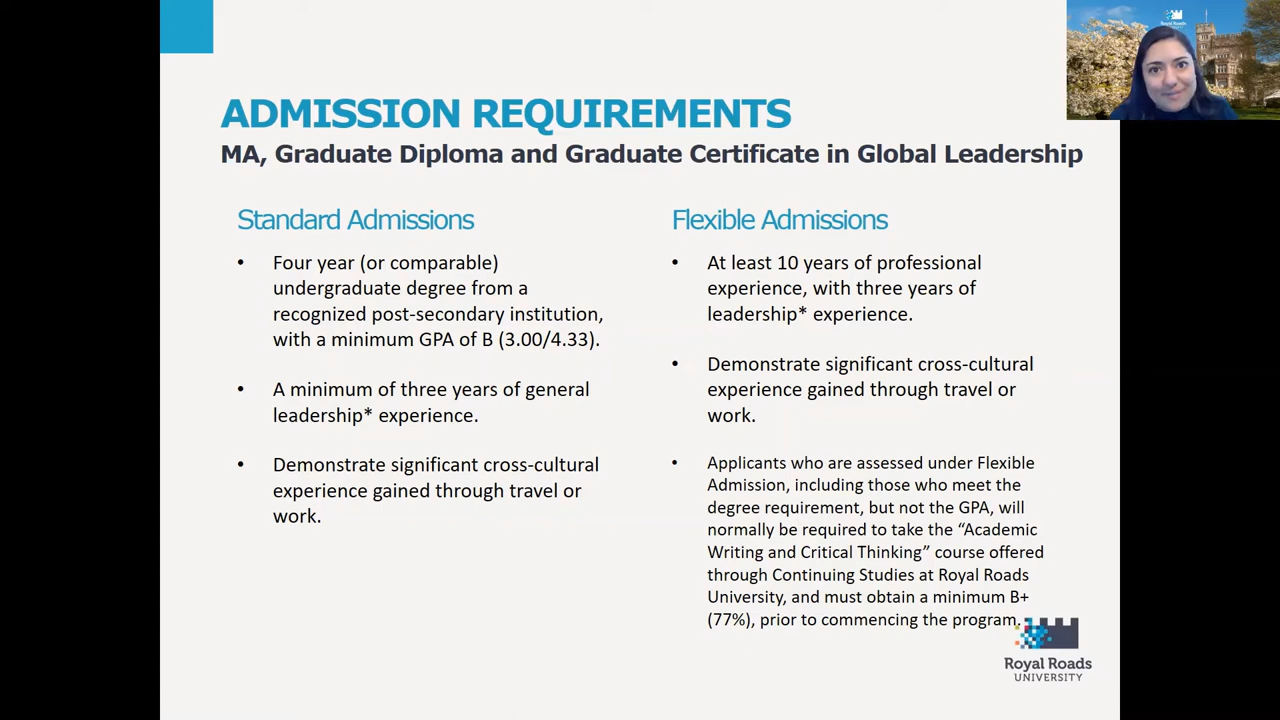 Royal Roads
ADMISSION REQUIREMENTS
MA, Graduate Diploma and Graduate Certificate in Global Leadership
Standard Admissions
• Four year (or comparable)
undergraduate degree from a
recognized post-secondary institution,
with a minimum GPA of B (3.00/4.33).
• A minimum of three years of general
leadership* experience.
• Demonstrate significant cross-cultural
experience gained through travel or
work.
Flexible Admissions
• At least 10 years of professional
experience, with three years of
leadership* experience.
• Demonstrate significant cross-cultural
experience gained through travel or
work.
• Applicants who are assessed under Flexible
Admission, including those who meet the
degree requirement, but not the GPA, will
normally be required to take the “Academic
Writing and Critical Thinking” course offered
through Continuing Studies at Royal Roads
University, and must obtain a minimum B+
(77%), prior to commencing the program.
Royal Roads
UNIVERSITY